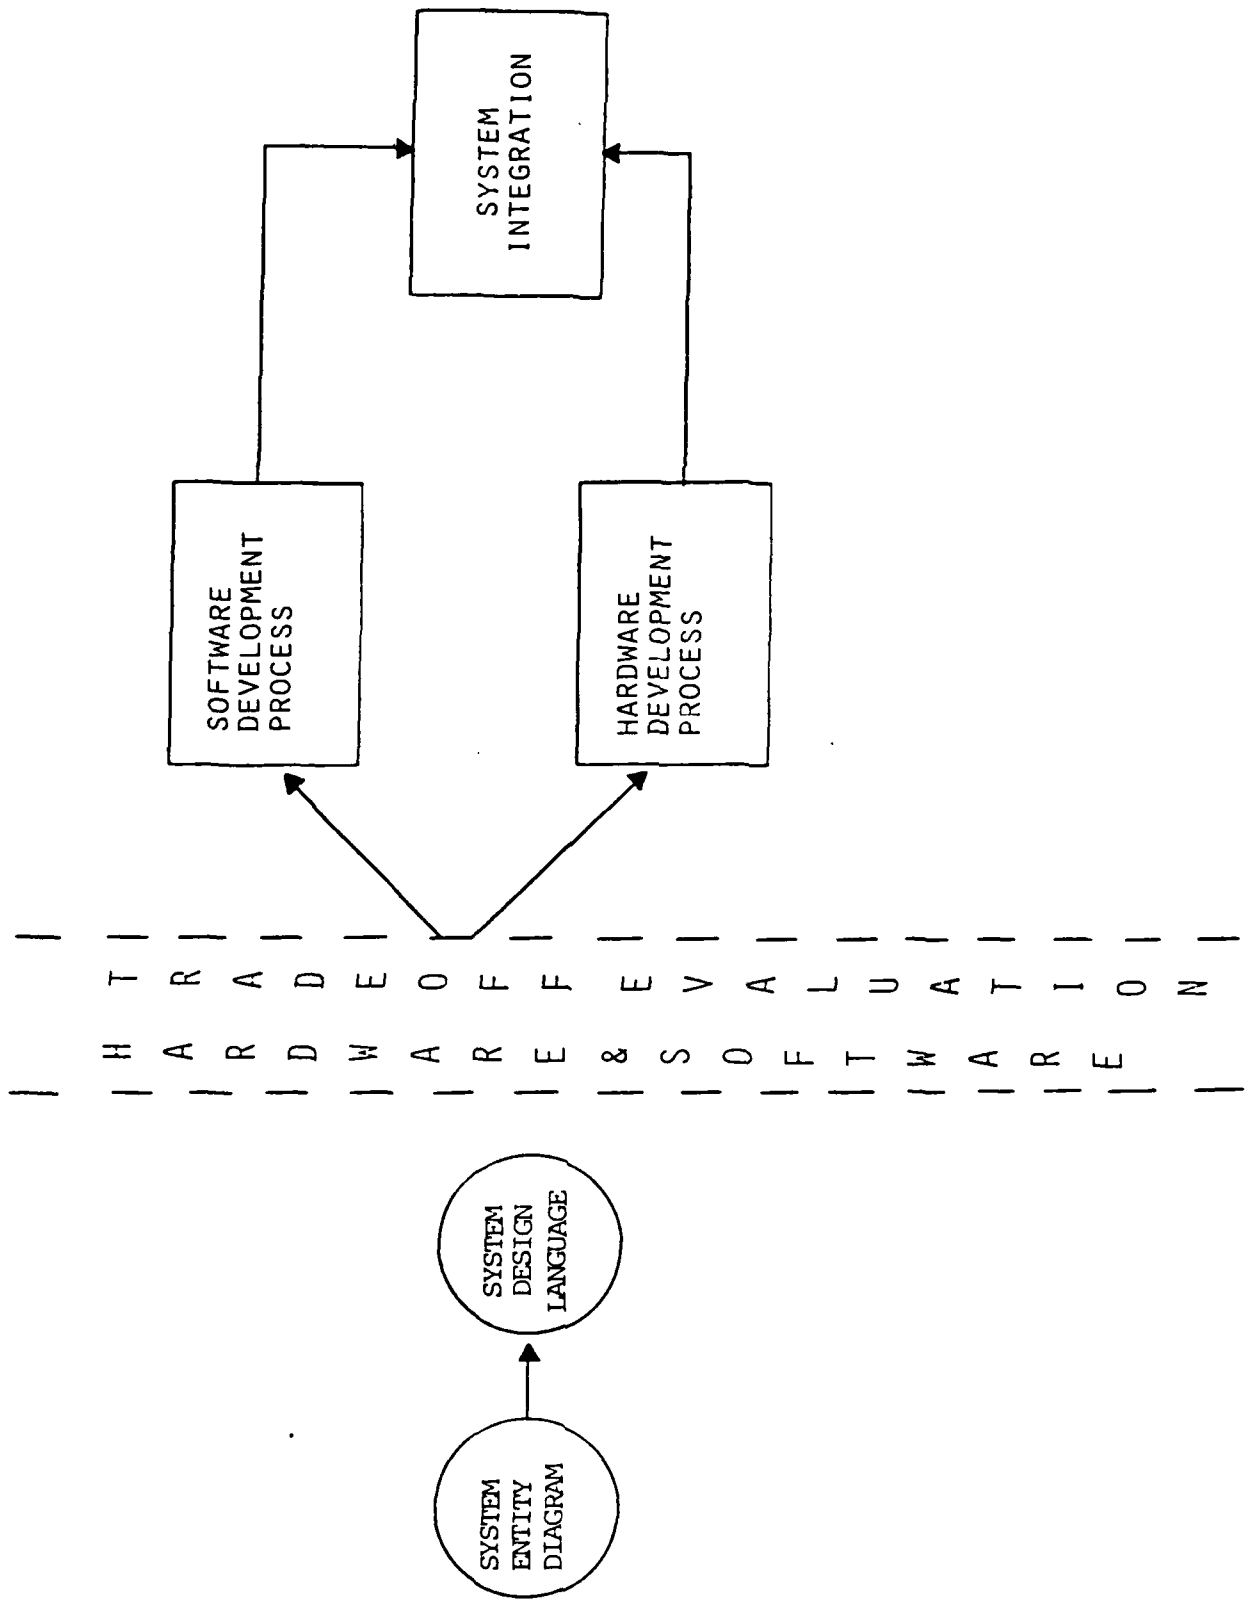 SYSTEM
ENTITY
DIAGRAM
SYSTEM
DESIGN
LANGUAGE
HARDWARE & SOFTWARE
TRADEOFF EVALUATION
SOFTWARE
DEVELOPMENT
PROCESS
HARDWARE
DEVELOPMENT
PROCESS
SYSTEM
INTEGRATION